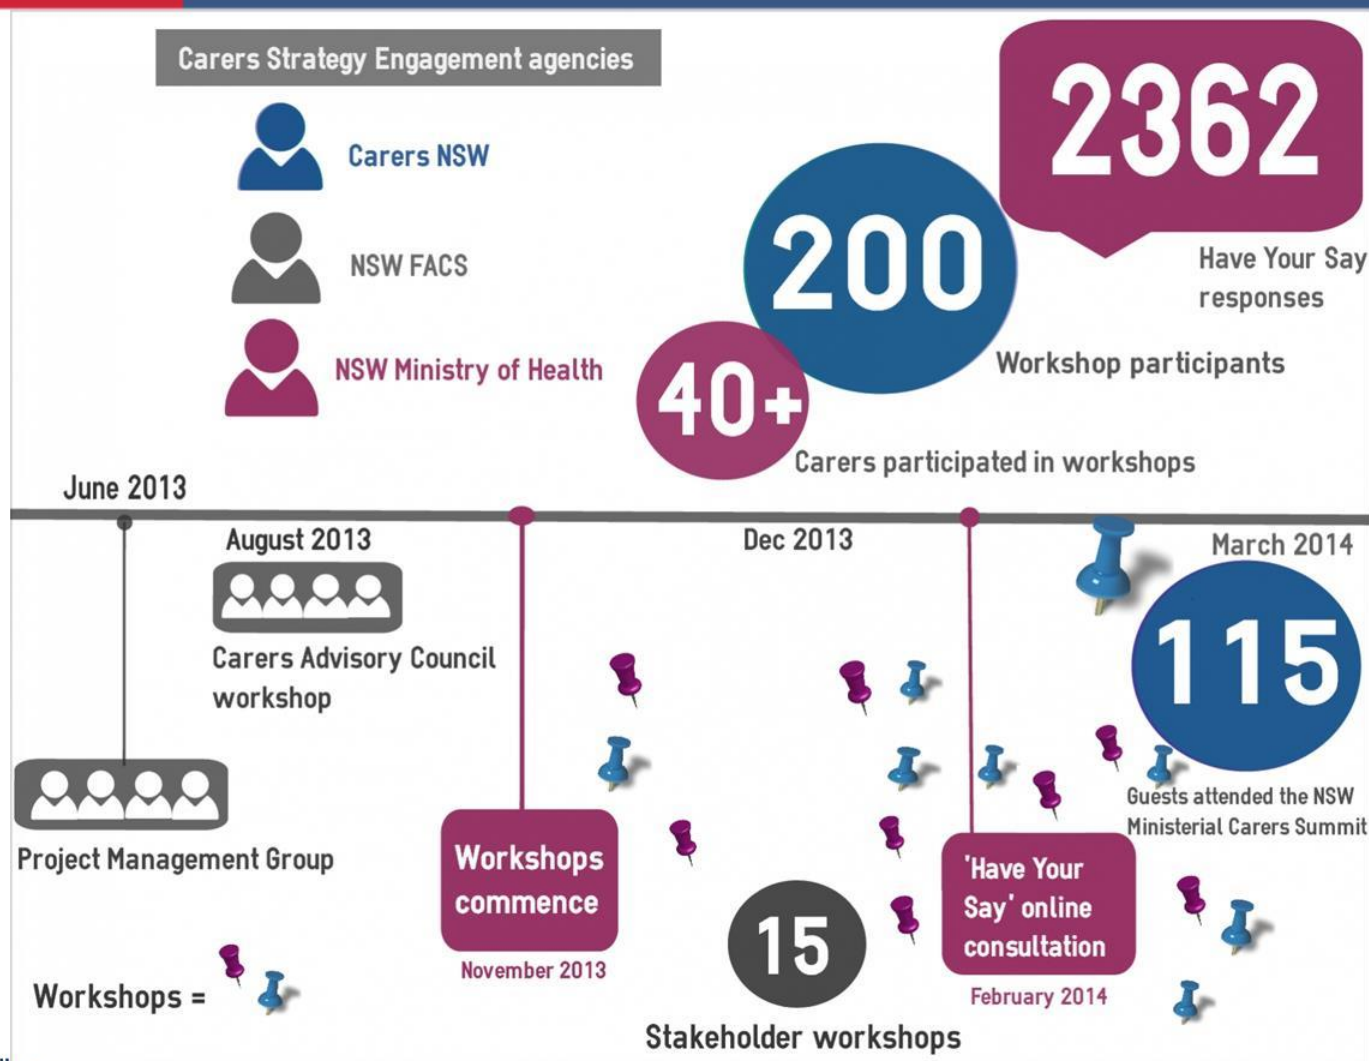 Carers Strategy Engagement agencies
Carers NSW
NSW FACS
NSW Ministry of Health
2362
Have Your Say
responses
200
Workshop participants
40+
Carers participated in workshops
June 2013
August 2013
Dec 2013
March 2014
Carers Advisory Council
workshop
115
Guests attended the NSW
Ministerial Carers Summit
Project Management Group
Workshops
commence
November 2013
'Have Your
Say' online
consultation
February 2014
15
Stakeholder workshops
Workshops =